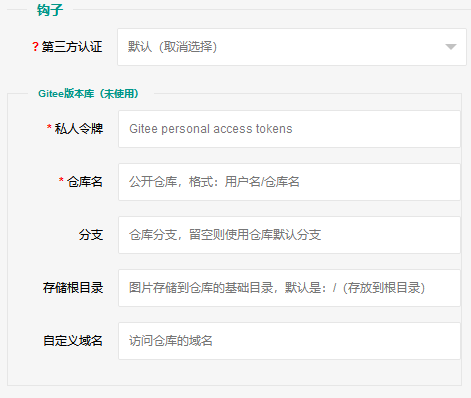 钩子
? 第三方认证
默认（取消选择）
Gitee版本库（未使用）
* 私人令牌
Gitee personal access tokens
* 仓库名
公开仓库，格式：用户名/仓库名
分支
仓库分支，留空则使用仓库默认分支
存储根目录
图片存储到仓库的基础目录，默认是：/（存放到根目录）
自定义域名
访问仓库的域名